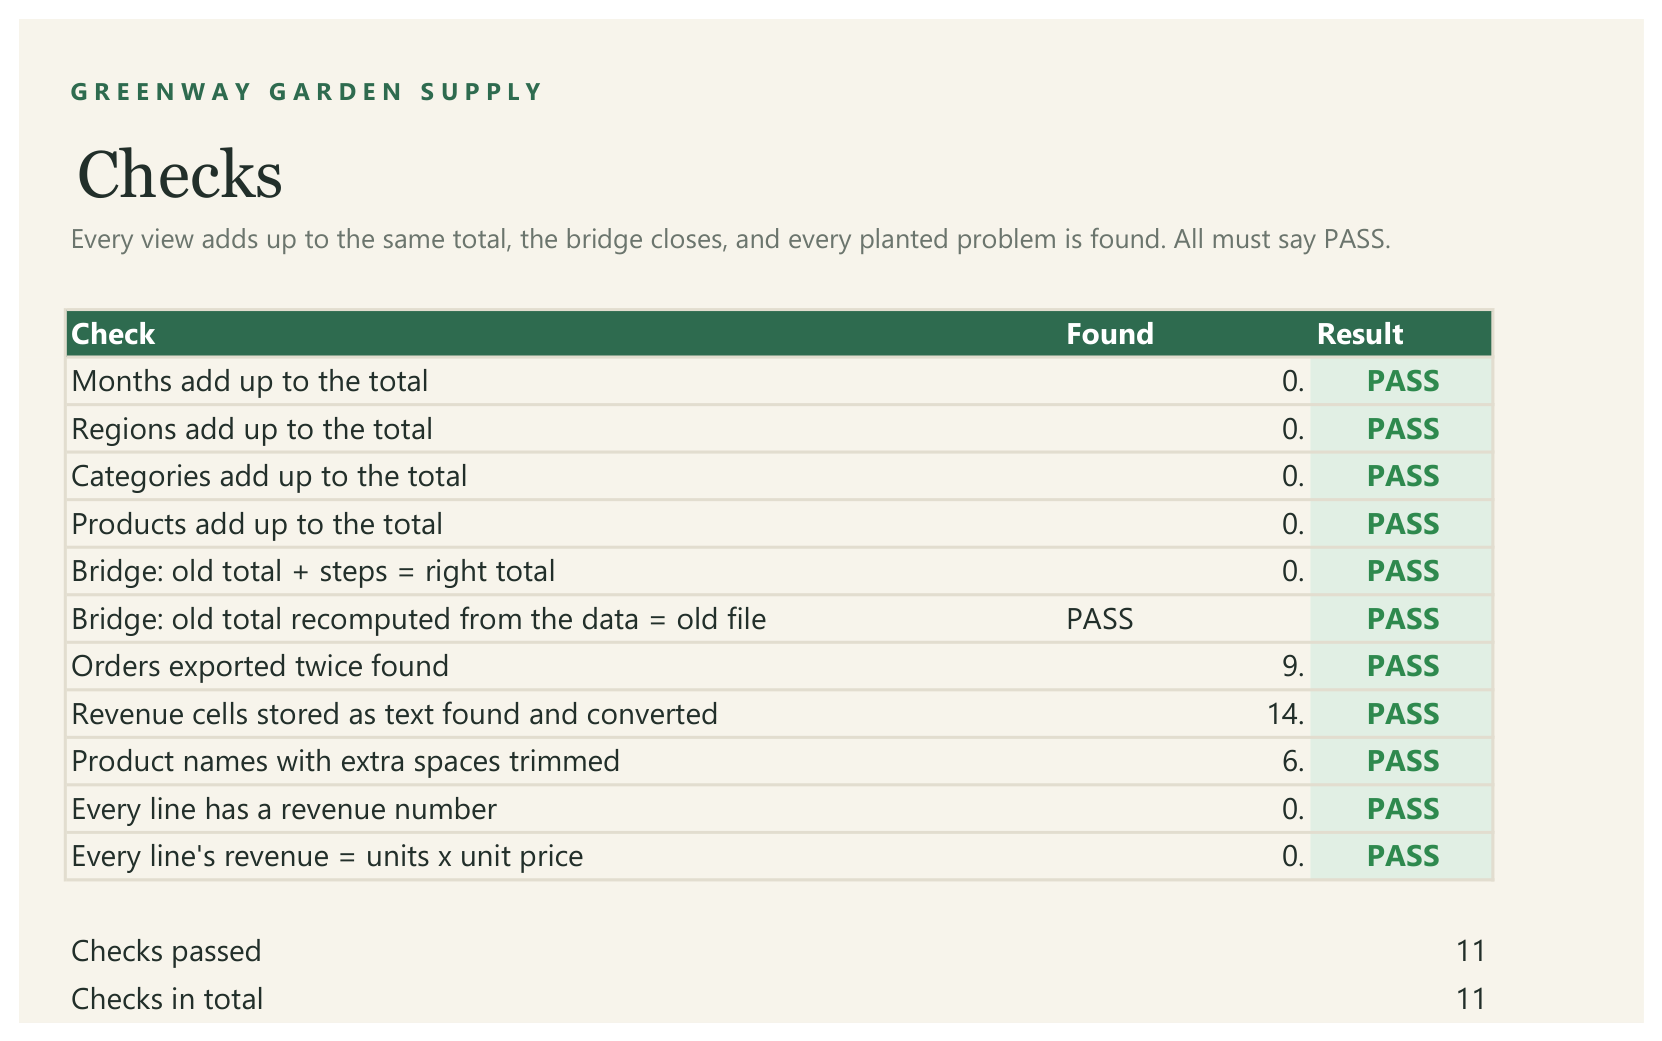 GREENWAY GARDEN SUPPLY
Checks
Every view adds up to the same total, the bridge closes, and every planted problem is found. All must say PASS.
Check Found Result
Months add up to the total 0. PASS
Regions add up to the total 0. PASS
Categories add up to the total 0. PASS
Products add up to the total 0. PASS
Bridge: old total + steps = right total 0. PASS
Bridge: old total recomputed from the data = old file PASS PASS
Orders exported twice found 9. PASS
Revenue cells stored as text found and converted 14. PASS
Product names with extra spaces trimmed 6. PASS
Every line has a revenue number 0. PASS
Every line's revenue = units x unit price 0. PASS
Checks passed 11
Checks in total 11